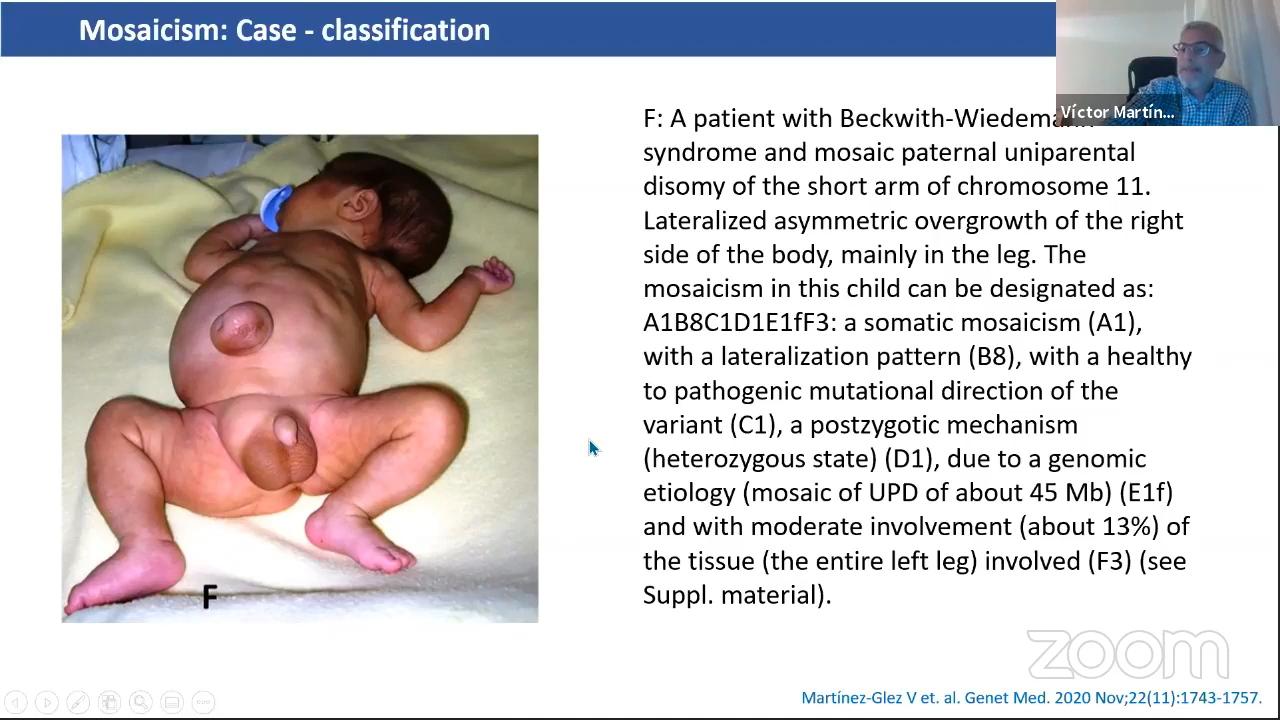 Mosaicism: Case - classification
Víctor Martín...
F: A patient with
syndrome and mosaic paternal uniparental
disomy of the short arm of chromosome 11.
Lateralized asymmetric overgrowth of the right
side of the body, mainly in the leg. The
mosaicism in this child can be designated as:
A1B8C1D1E1fF3: a somatic mosaicism (A1),
with a lateralization pattern (B8), with a healthy
to pathogenic mutational direction of the
variant (C1), a postzygotic mechanism
(heterozygous state) (D1), due to a genomic
etiology (mosaic of UPD of about 45 Mb) (E1f)
and with moderate involvement (about 13%) of
the tissue (the entire left leg) involved (F3) (see
Suppl. material).
F
zoom
Martínez-Glez V et. al. Genet Med. 2020 Nov;22(11):1743-1757.